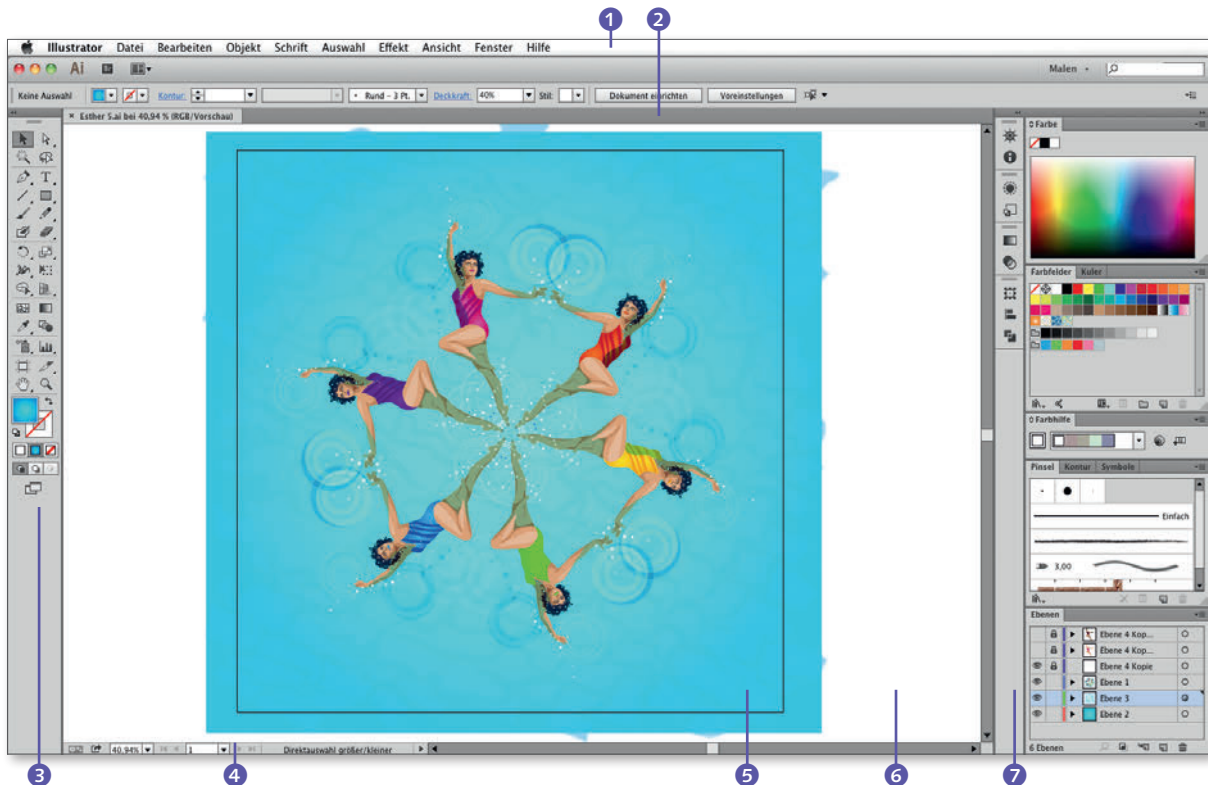 1 2
Illustrator Datei Bearbeiten Objekt Schrift Auswahl Effekt Ansicht Fenster Hilfe
Ai Br Malen
Keine Auswahl Kontur: Rund – 3 Pt. Deckkraft: 40% Stil: Dokument einrichten Voreinstellungen
× Esther S.ai bei 40,94 % (RGB/Vorschau)
Farbe
Farbfelder Kuler
Farbhilfe
Pinsel Kontur Symbole
Einfach
3,00
Ebenen
Ebene 4 Kop...
Ebene 4 Kop...
Ebene 4 Kopie
Ebene 1
Ebene 3
Ebene 2
6 Ebenen
40,94% 1 Direktauswahl größer/kleiner
3 4 5 6 7